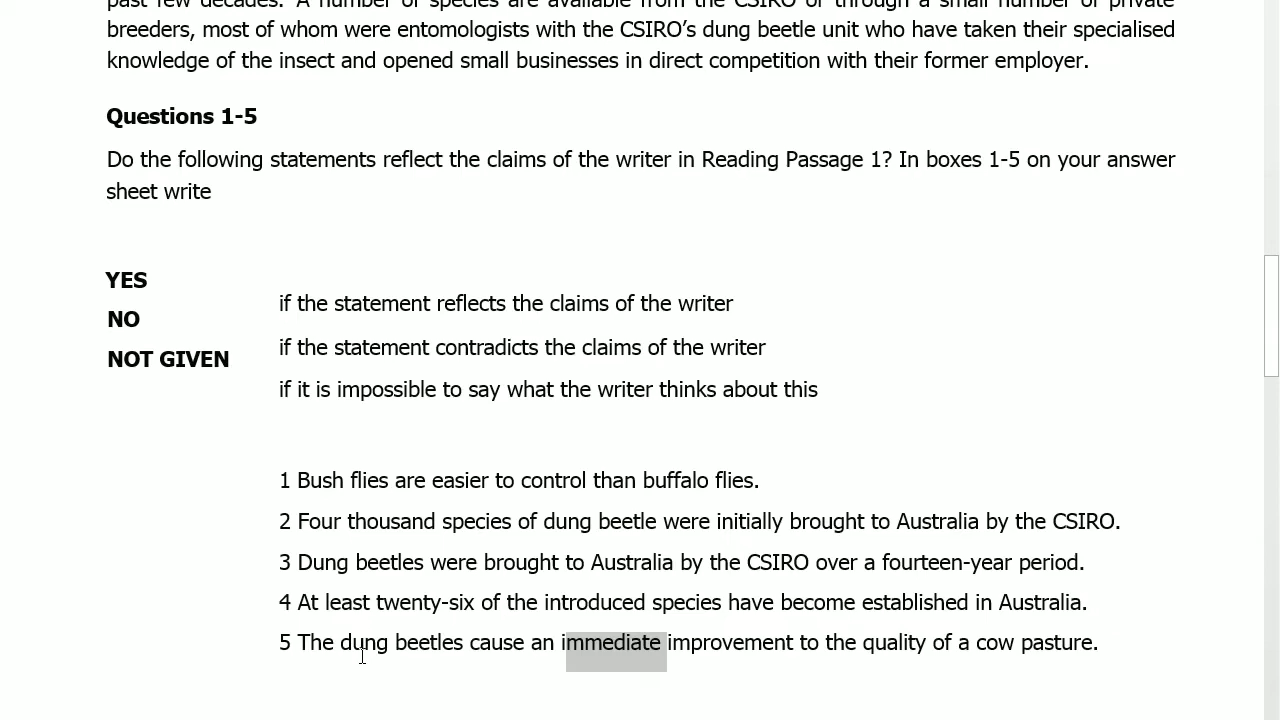 past few decades. A number of species are available from the CSIRO or through a small number of private
breeders, most of whom were entomologists with the CSIRO’s dung beetle unit who have taken their specialised
knowledge of the insect and opened small businesses in direct competition with their former employer.
Questions 1-5
Do the following statements reflect the claims of the writer in Reading Passage 1? In boxes 1-5 on your answer
sheet write
YES
if the statement reflects the claims of the writer
NO
if the statement contradicts the claims of the writer
NOT GIVEN
if it is impossible to say what the writer thinks about this
1 Bush flies are easier to control than buffalo flies.
2 Four thousand species of dung beetle were initially brought to Australia by the CSIRO.
3 Dung beetles were brought to Australia by the CSIRO over a fourteen-year period.
4 At least twenty-six of the introduced species have become established in Australia.
5 The dung beetles cause an immediate improvement to the quality of a cow pasture.